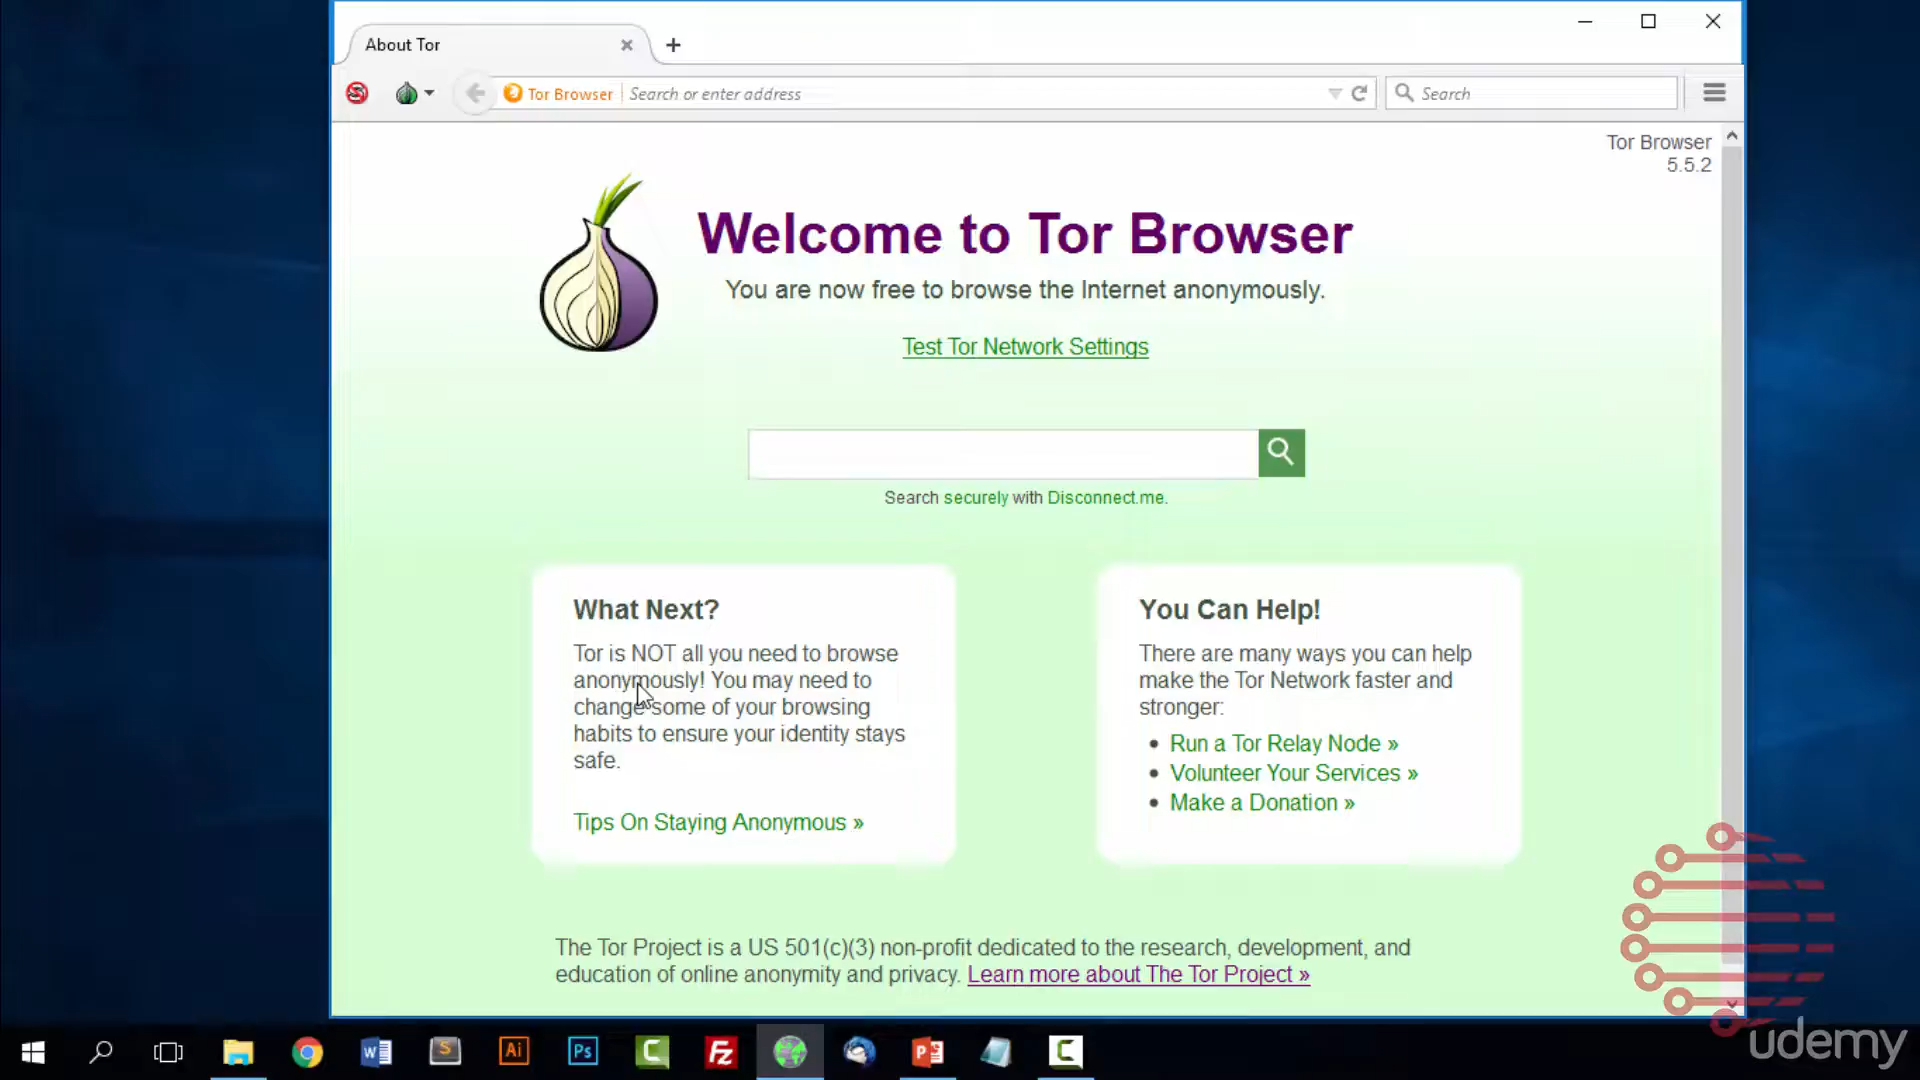 About Tor
Tor Browser
Search or enter address
Search
Tor Browser
5.5.2
Welcome to Tor Browser
You are now free to browse the Internet anonymously.
Test Tor Network Settings
Search securely with Disconnect.me.
What Next?
Tor is NOT all you need to browse
anonymously! You may need to
change some of your browsing
habits to ensure your identity stays
safe.
Tips On Staying Anonymous »
You Can Help!
There are many ways you can help
make the Tor Network faster and
stronger:
• Run a Tor Relay Node »
• Volunteer Your Services »
• Make a Donation »
The Tor Project is a US 501(c)(3) non-profit dedicated to the research, development, and
education of online anonymity and privacy. Learn more about The Tor Project »
W
S
Ai
Ps
C
Fz
P
C
udemy